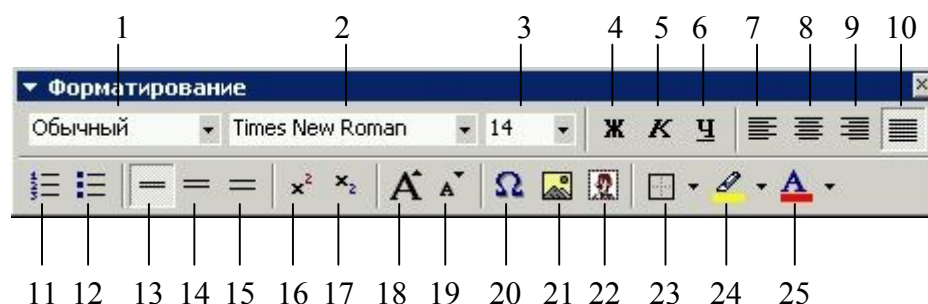 1 2 3 4 5 6 7 8 9 10
Форматирование
Обычный Times New Roman 14 Ж К Ч
x² x₂ A A Ω A
11 12 13 14 15 16 17 18 19 20 21 22 23 24 25